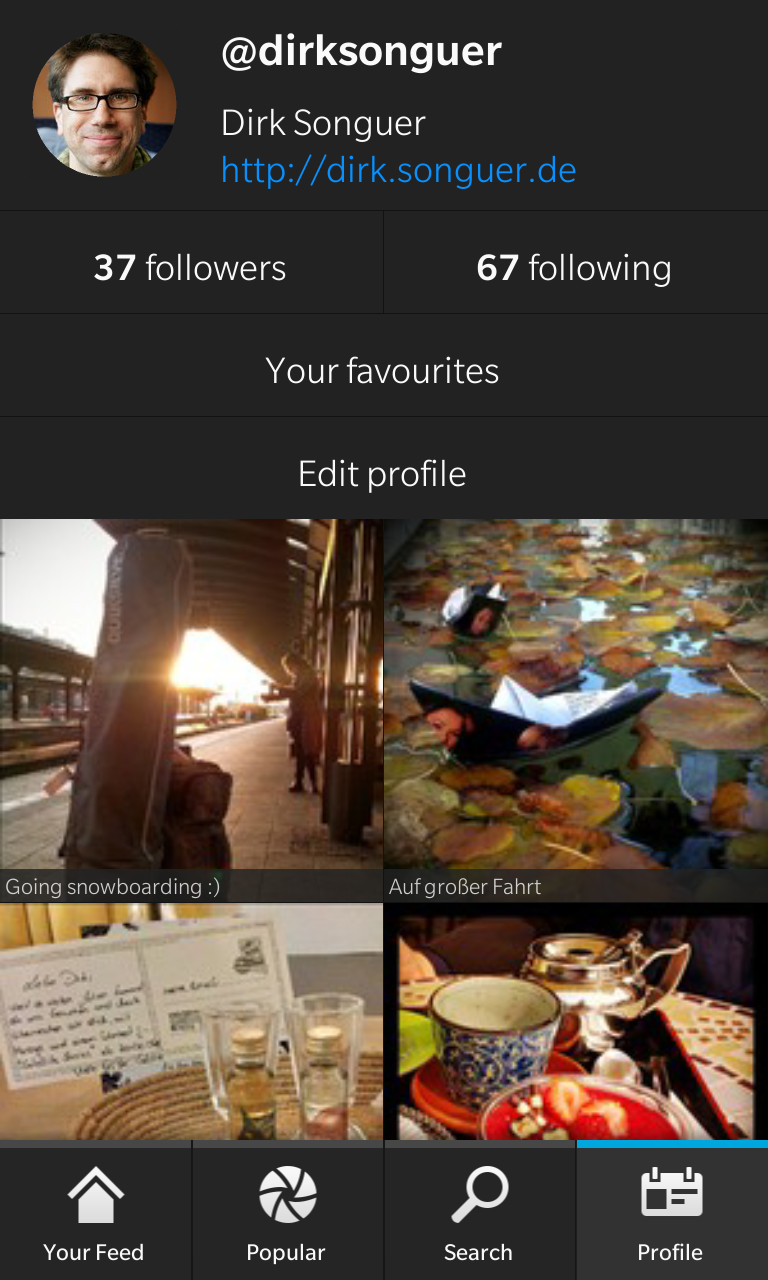 @dirksonguer
Dirk Songuer
http://dirk.songuer.de
37 followers
67 following
Your favourites
Edit profile
Going snowboarding :)
Auf großer Fahrt
Your Feed
Popular
Search
Profile